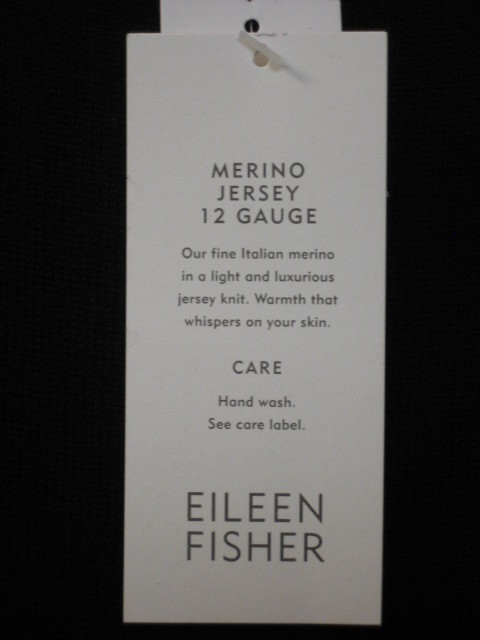 MERINO
JERSEY
12 GAUGE
Our fine Italian merino
in a light and luxurious
jersey knit. Warmth that
whispers on your skin.
CARE
Hand wash.
See care label.
EILEEN
FISHER